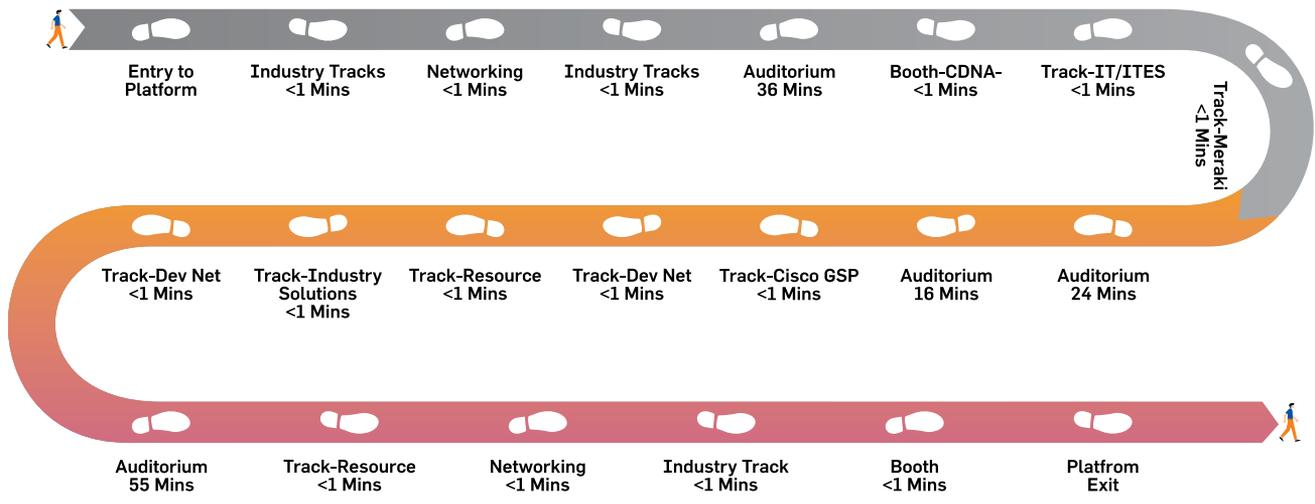 Entry to
Platform
Industry Tracks
<1 Mins
Networking
<1 Mins
Industry Tracks
<1 Mins
Auditorium
36 Mins
Booth-CDNA-
<1 Mins
Track-IT/ITES
<1 Mins
Track-Meraki
<1 Mins
Auditorium
24 Mins
Auditorium
16 Mins
Track-Cisco GSP
<1 Mins
Track-Dev Net
<1 Mins
Track-Resource
<1 Mins
Track-Industry
Solutions
<1 Mins
Track-Dev Net
<1 Mins
Auditorium
55 Mins
Track-Resource
<1 Mins
Networking
<1 Mins
Industry Track
<1 Mins
Booth
<1 Mins
Platfrom
Exit